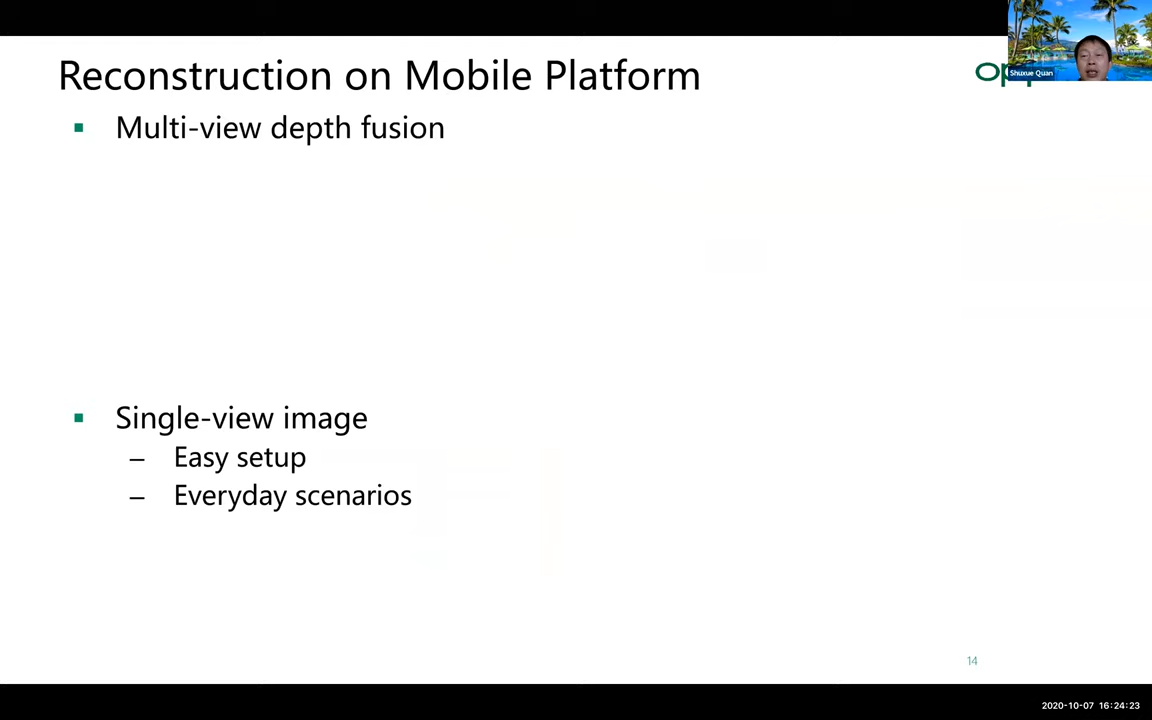 Reconstruction on Mobile Platform
Shuxue Quan
▪ Multi-view depth fusion
▪ Single-view image
– Easy setup
– Everyday scenarios
14
2020-10-07 16:24:23